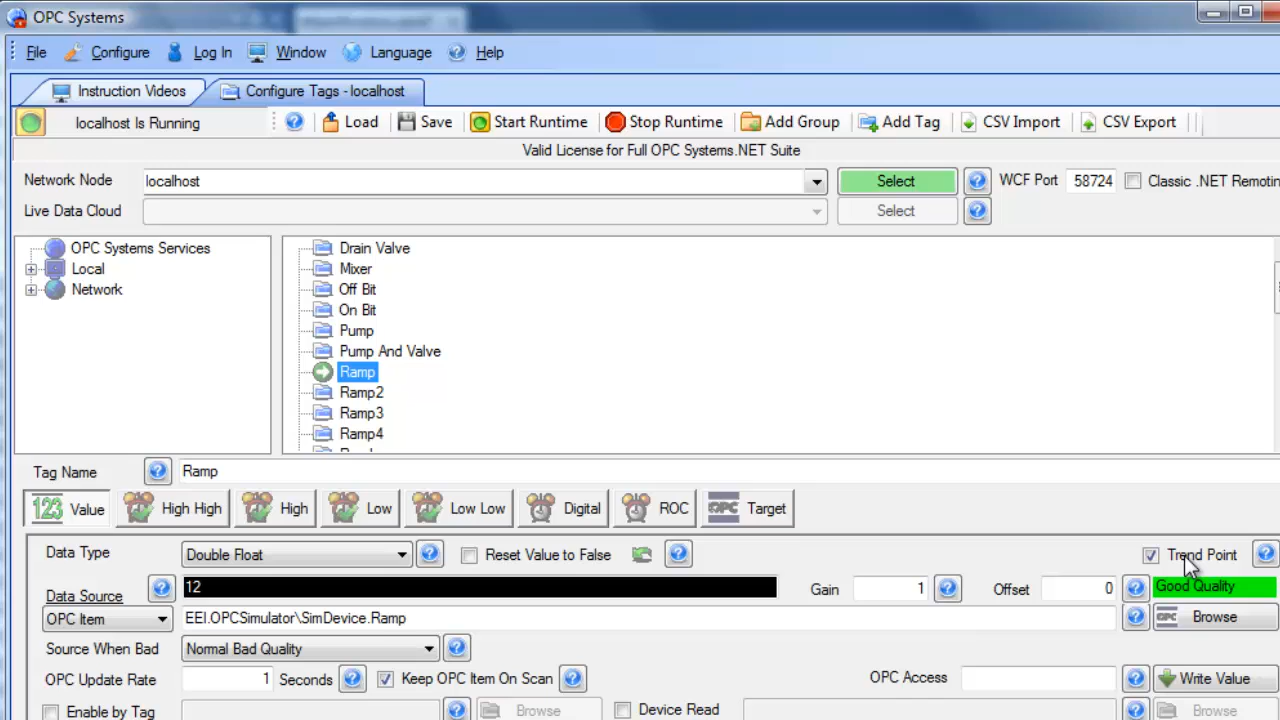 OPC Systems
File Configure Log In Window Language Help
Instruction Videos Configure Tags - localhost
localhost Is Running Load Save Start Runtime Stop Runtime Add Group Add Tag CSV Import CSV Export
Valid License for Full OPC Systems.NET Suite
Network Node localhost Select WCF Port 58724 Classic .NET Remotin
Live Data Cloud Select
OPC Systems Services
Local
Network
Drain Valve
Mixer
Off Bit
On Bit
Pump
Pump And Valve
Ramp
Ramp2
Ramp3
Ramp4
Tag Name Ramp
123 Value High High High Low Low Low Digital ROC OPC Target
Data Type Double Float Reset Value to False Trend Point
Data Source 12 Gain 1 Offset 0 Good Quality
OPC Item EEI.OPCSimulator\SimDevice.Ramp OPC Browse
Source When Bad Normal Bad Quality
OPC Update Rate 1 Seconds Keep OPC Item On Scan OPC Access Write Value
Enable by Tag Browse Device Read Browse